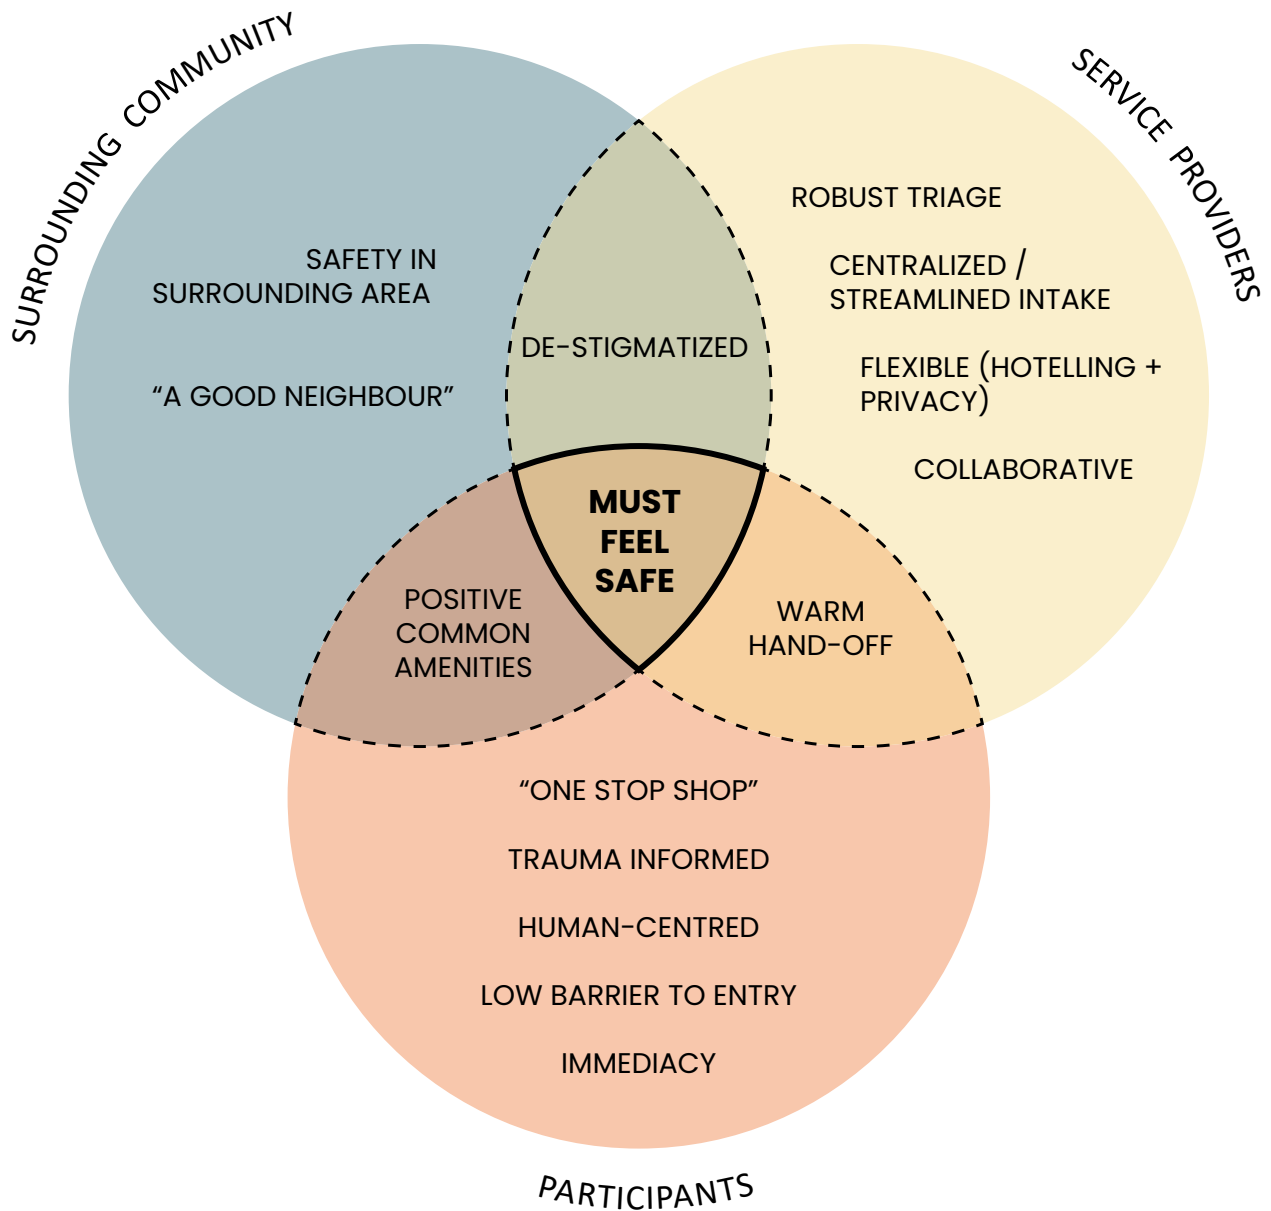 SURROUNDING COMMUNITY
SERVICE PROVIDERS
SAFETY IN
SURROUNDING AREA
“A GOOD NEIGHBOUR”
DE-STIGMATIZED
ROBUST TRIAGE
CENTRALIZED /
STREAMLINED INTAKE
FLEXIBLE (HOTELLING +
PRIVACY)
COLLABORATIVE
MUST
FEEL
SAFE
POSITIVE
COMMON
AMENITIES
WARM
HAND-OFF
“ONE STOP SHOP”
TRAUMA INFORMED
HUMAN-CENTRED
LOW BARRIER TO ENTRY
IMMEDIACY
PARTICIPANTS